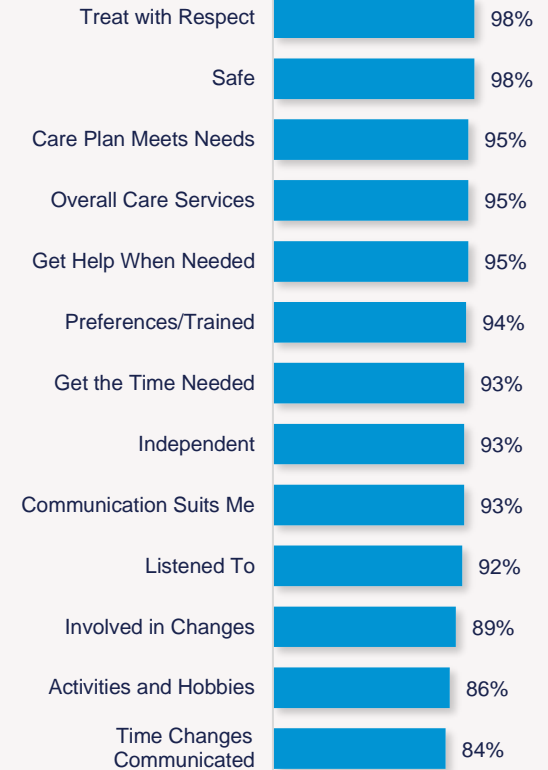 Treat with Respect 98%
Safe 98%
Care Plan Meets Needs 95%
Overall Care Services 95%
Get Help When Needed 95%
Preferences/Trained 94%
Get the Time Needed 93%
Independent 93%
Communication Suits Me 93%
Listened To 92%
Involved in Changes 89%
Activities and Hobbies 86%
Time Changes
Communicated 84%